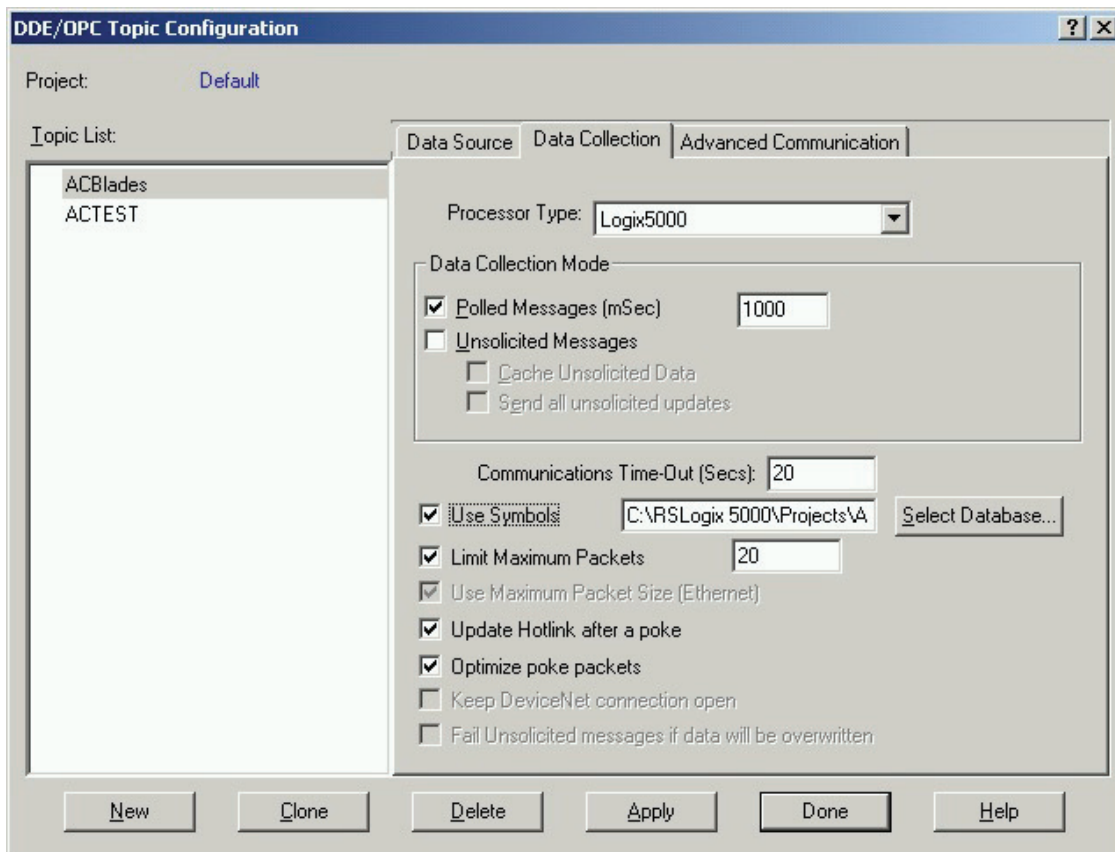 DDE/OPC Topic Configuration
Project: Default
Topic List:
ACBlades
ACTEST
Data Source Data Collection Advanced Communication
Processor Type: Logix5000
Data Collection Mode
Polled Messages (mSec) 1000
Unsolicited Messages
Cache Unsolicited Data
Send all unsolicited updates
Communications Time-Out (Secs): 20
Use Symbols C:\RSLogix 5000\Projects\A Select Database...
Limit Maximum Packets 20
Use Maximum Packet Size (Ethernet)
Update Hotlink after a poke
Optimize poke packets
Keep DeviceNet connection open
Fail Unsolicited messages if data will be overwritten
New Clone Delete Apply Done Help